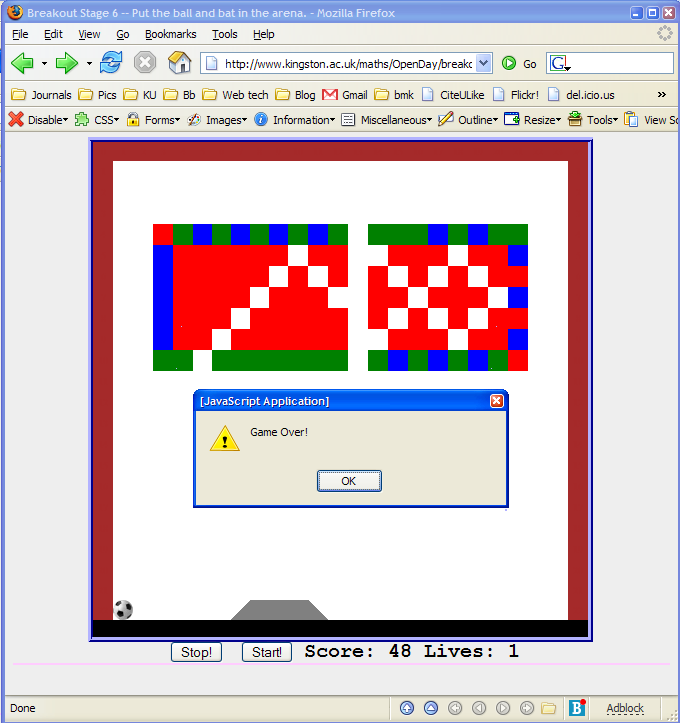 Breakout Stage 6 -- Put the ball and bat in the arena. - Mozilla Firefox
File Edit View Go Bookmarks Tools Help
http://www.kingston.ac.uk/maths/OpenDay/breako Go G
Journals Pics KU Bb Web tech Blog Gmail bmk CiteULike Flickr! del.icio.us »
Disable CSS Forms Images Information Miscellaneous Outline Resize Tools View So
[JavaScript Application]
Game Over!
OK
Stop! Start! Score: 48 Lives: 1
Done B Adblock